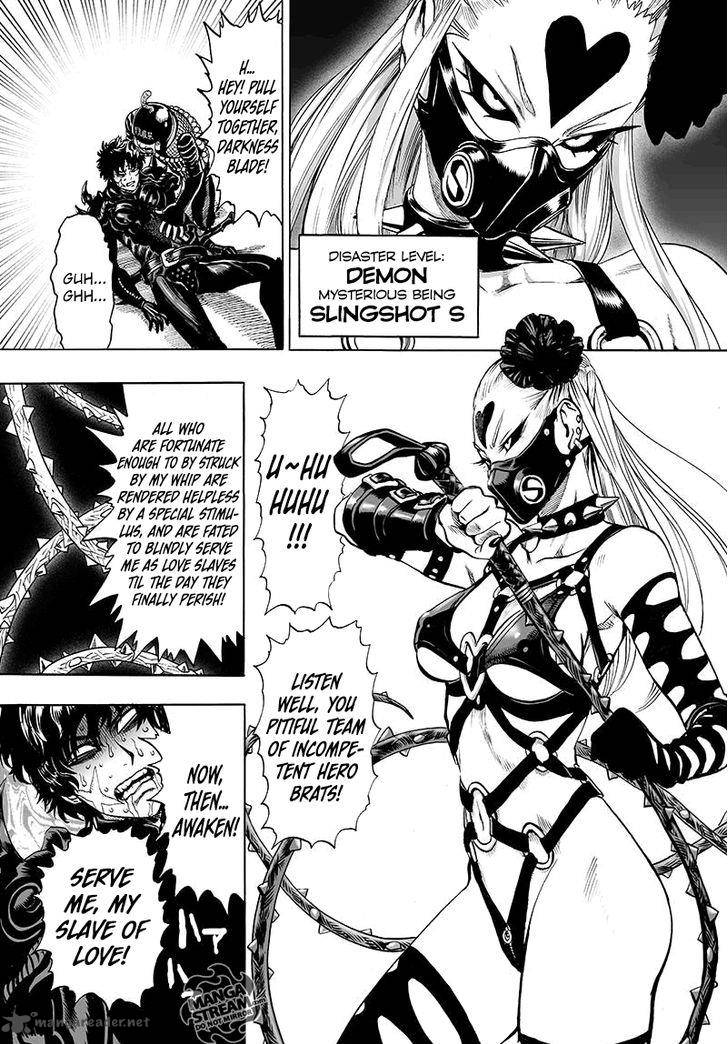 H...
HEY! PULL
YOURSELF
TOGETHER,
DARKNESS
BLADE!
GUH...
GHH...
S
DISASTER LEVEL:
DEMON
MYSTERIOUS BEING
SLINGSHOT S
U~HU
HUHU
!!!
S
ALL WHO
ARE FORTUNATE
ENOUGH TO BY STRUCK
BY MY WHIP ARE
RENDERED HELPLESS
BY A SPECIAL STIMU-
LUS, AND ARE FATED
TO BLINDLY SERVE
ME AS LOVE SLAVES
TIL THE DAY THEY
FINALLY PERISH!
LISTEN
WELL, YOU
PITIFUL TEAM
OF INCOMPE-
TENT HERO
BRATS!
NOW,
THEN...
AWAKEN!
SERVE
ME, MY
SLAVE OF
LOVE!
MANGA
STREAM
DO NOT MIRROR
mangareader.net